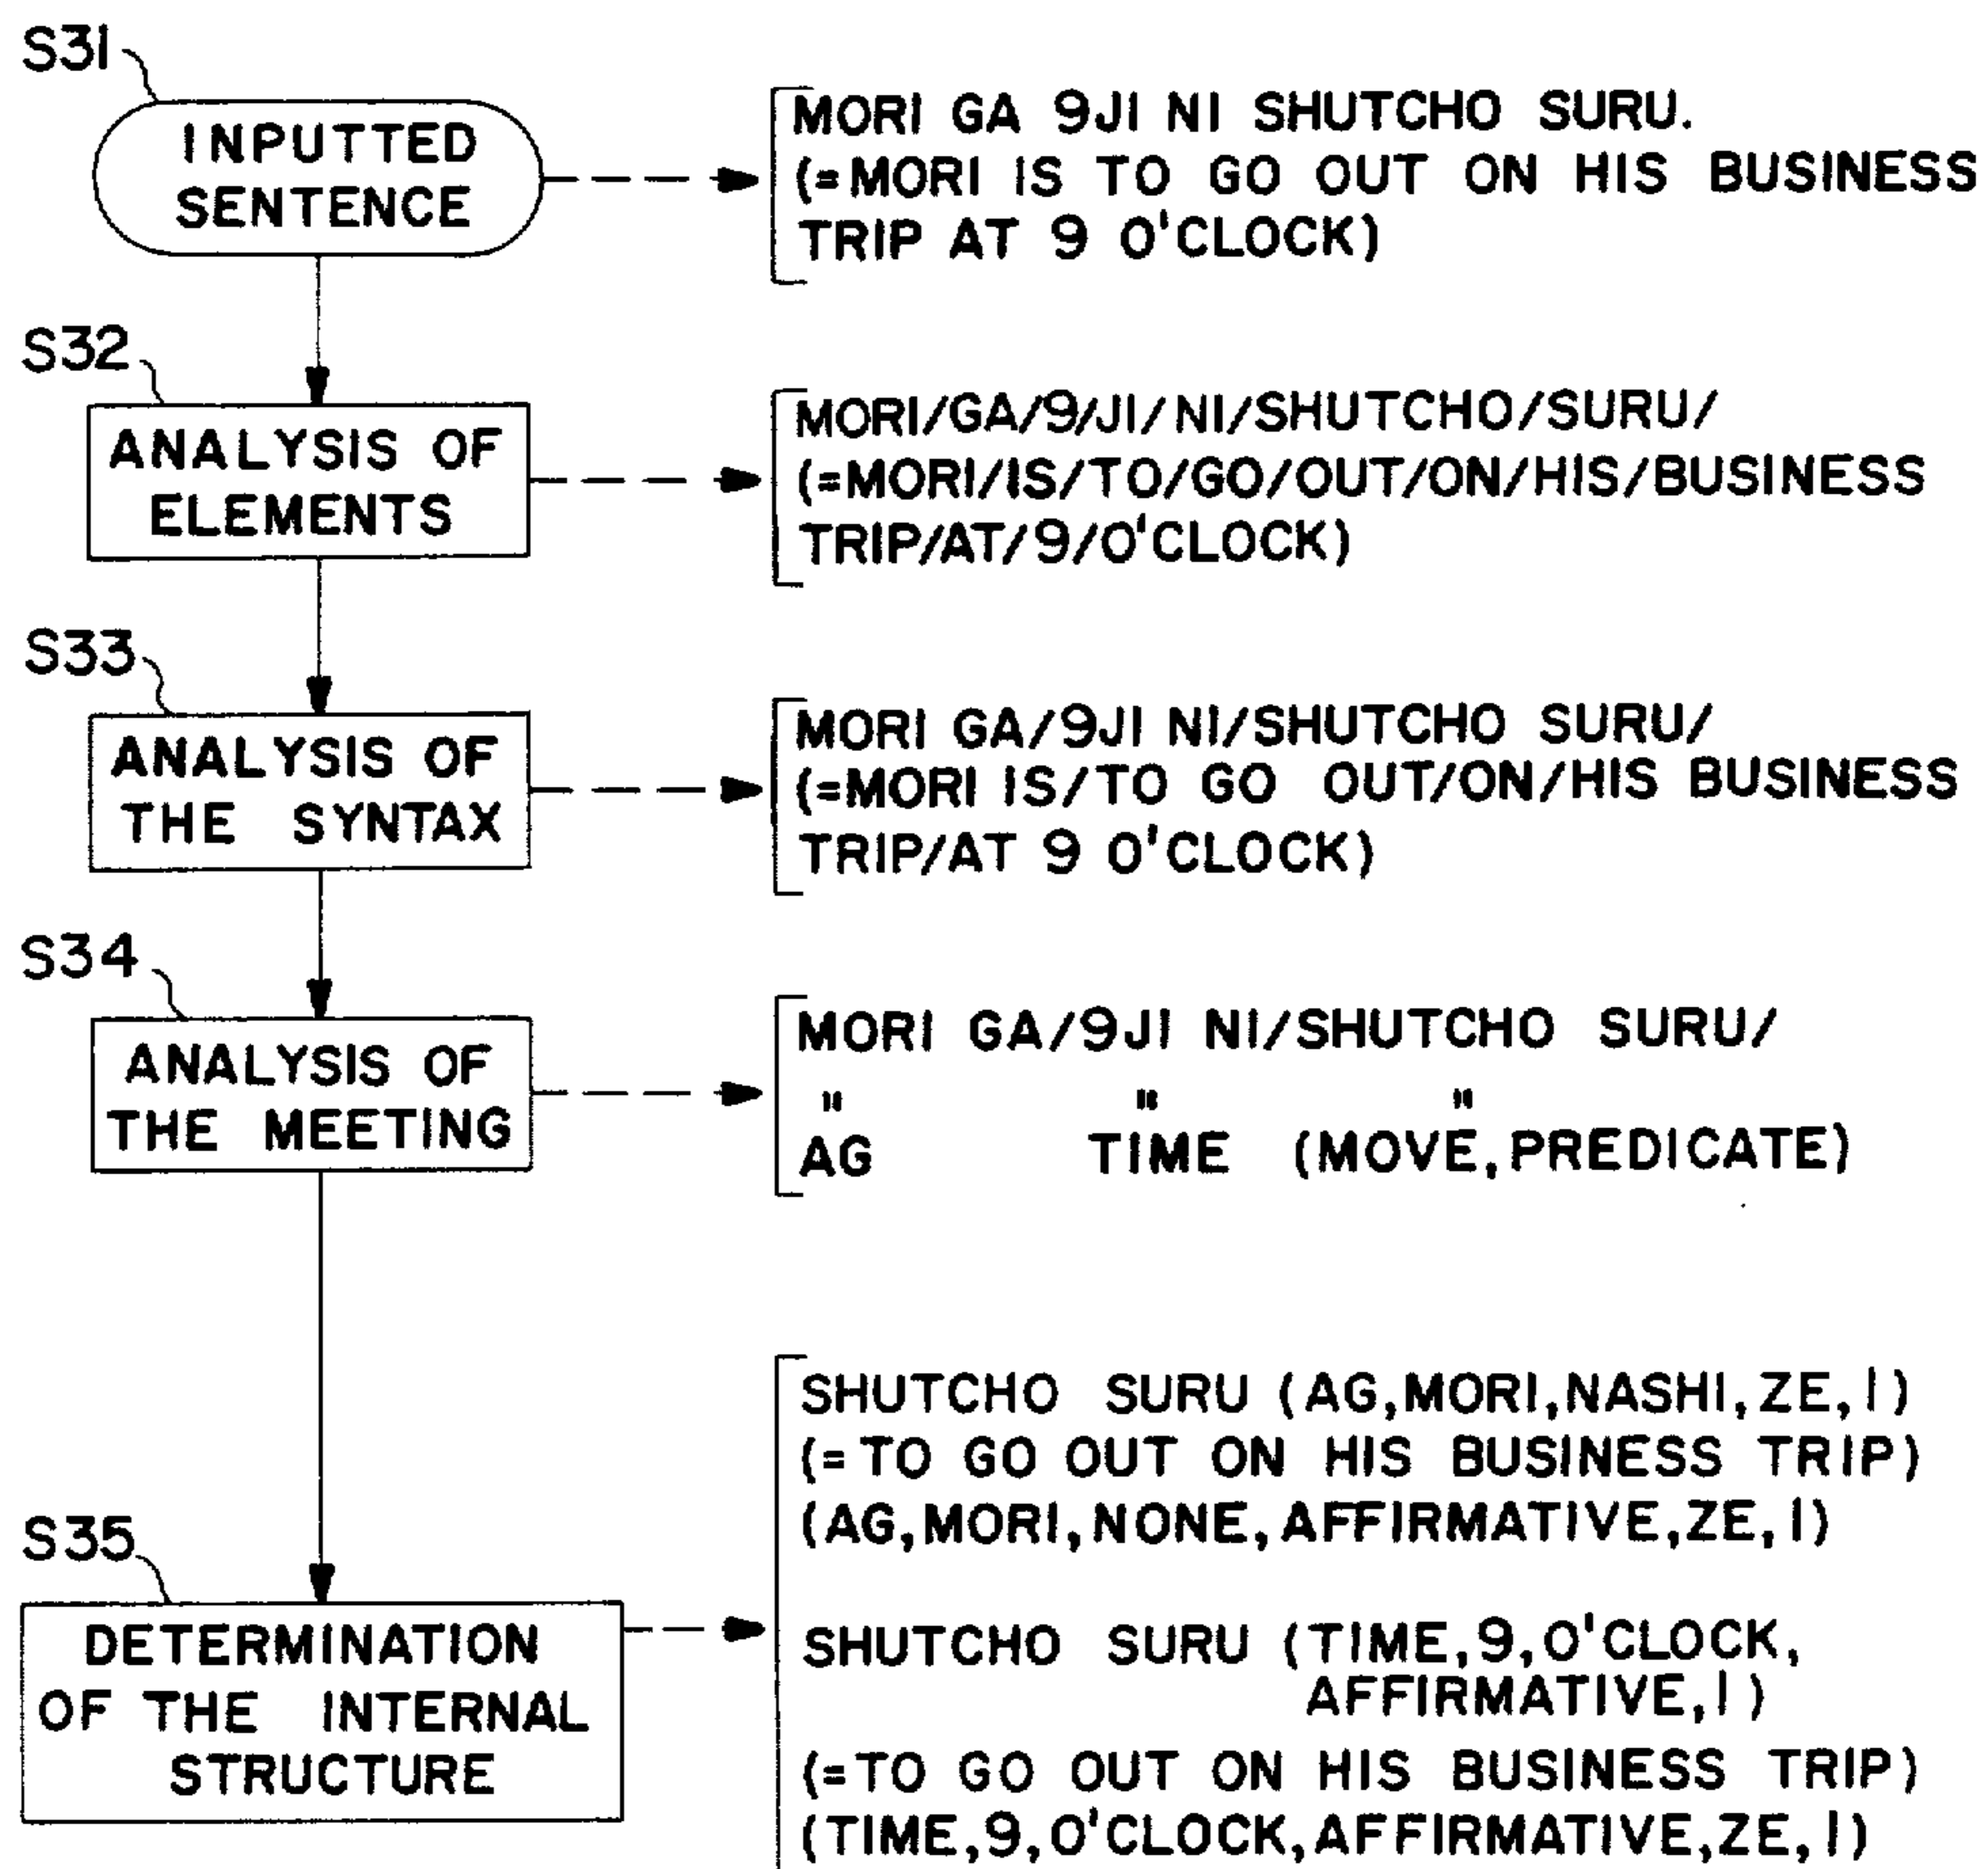 S31
INPUTTED
SENTENCE
MORI GA 9JI NI SHUTCHO SURU.
(=MORI IS TO GO OUT ON HIS BUSINESS
TRIP AT 9 O'CLOCK)
S32
ANALYSIS OF
ELEMENTS
MORI/GA/9/JI/NI/SHUTCHO/SURU/
(=MORI/IS/TO/GO/OUT/ON/HIS/BUSINESS
TRIP/AT/9/O'CLOCK)
S33
ANALYSIS OF
THE SYNTAX
MORI GA/9JI NI/SHUTCHO SURU/
(=MORI IS/TO GO OUT/ON/HIS BUSINESS
TRIP/AT 9 O'CLOCK)
S34
ANALYSIS OF
THE MEETING
MORI GA/9JI NI/SHUTCHO SURU/
" " "
AG TIME (MOVE,PREDICATE)
S35
DETERMINATION
OF THE INTERNAL
STRUCTURE
SHUTCHO SURU (AG,MORI,NASHI,ZE,1)
(=TO GO OUT ON HIS BUSINESS TRIP)
(AG,MORI,NONE,AFFIRMATIVE,ZE,1)
SHUTCHO SURU (TIME,9,O'CLOCK,
AFFIRMATIVE,1)
(=TO GO OUT ON HIS BUSINESS TRIP)
(TIME,9,O'CLOCK,AFFIRMATIVE,ZE,1)